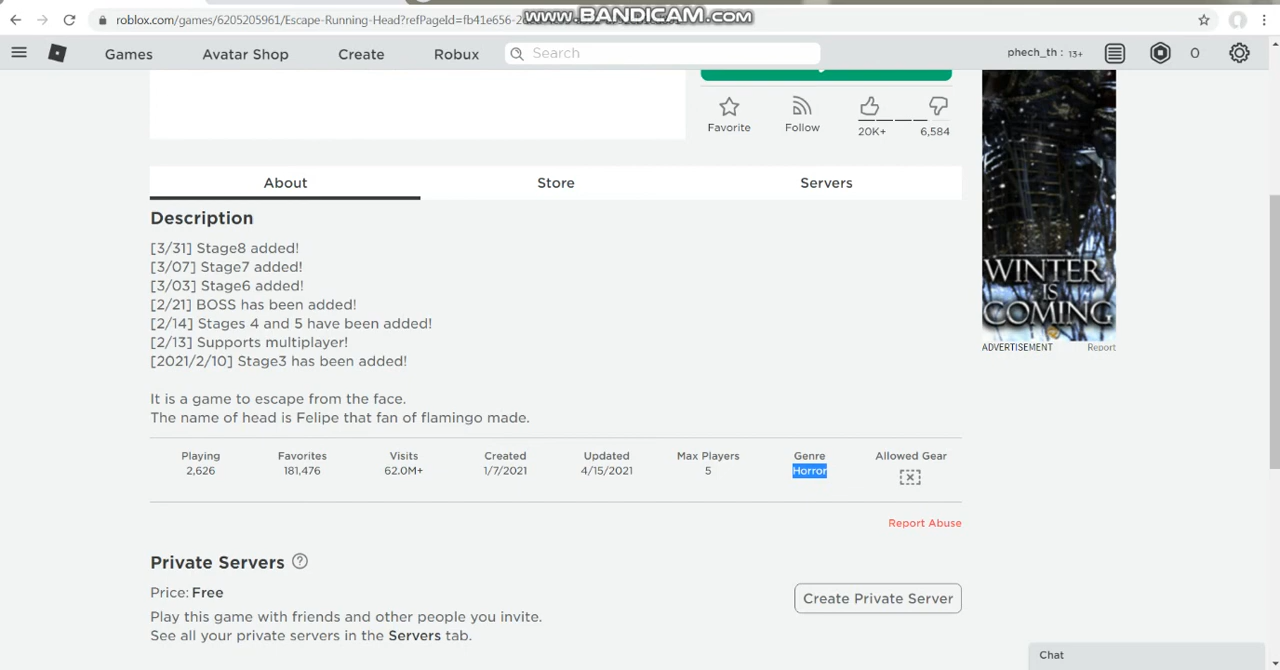 roblox.com/games/6205205961/Escape-Running-Head?refPageId=fb41e656-2
www.BANDICAM.com
Games Avatar Shop Create Robux Search phech_th : 13+ 0
Favorite Follow 20K+ 6,584
About Store Servers
Description
[3/31] Stage8 added!
[3/07] Stage7 added!
[3/03] Stage6 added!
[2/21] BOSS has been added!
[2/14] Stages 4 and 5 have been added!
[2/13] Supports multiplayer!
[2021/2/10] Stage3 has been added!
It is a game to escape from the face.
The name of head is Felipe that fan of flamingo made.
WINTER
IS
COMING
ADVERTISEMENT Report
Playing Favorites Visits Created Updated Max Players Genre Allowed Gear
2,626 181,476 62.0M+ 1/7/2021 4/15/2021 5 Horror
Report Abuse
Private Servers
Price: Free
Play this game with friends and other people you invite.
See all your private servers in the Servers tab.
Create Private Server
Chat